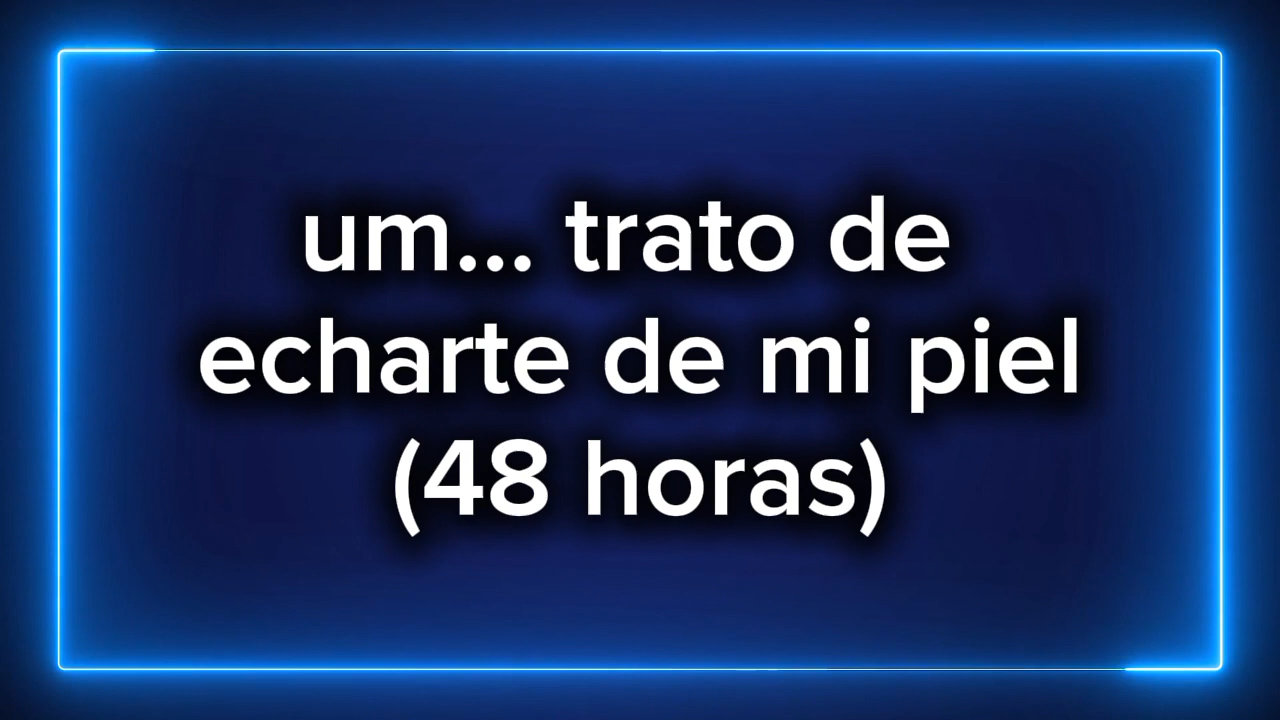 um... trato de
echarte de mi piel
(48 horas)